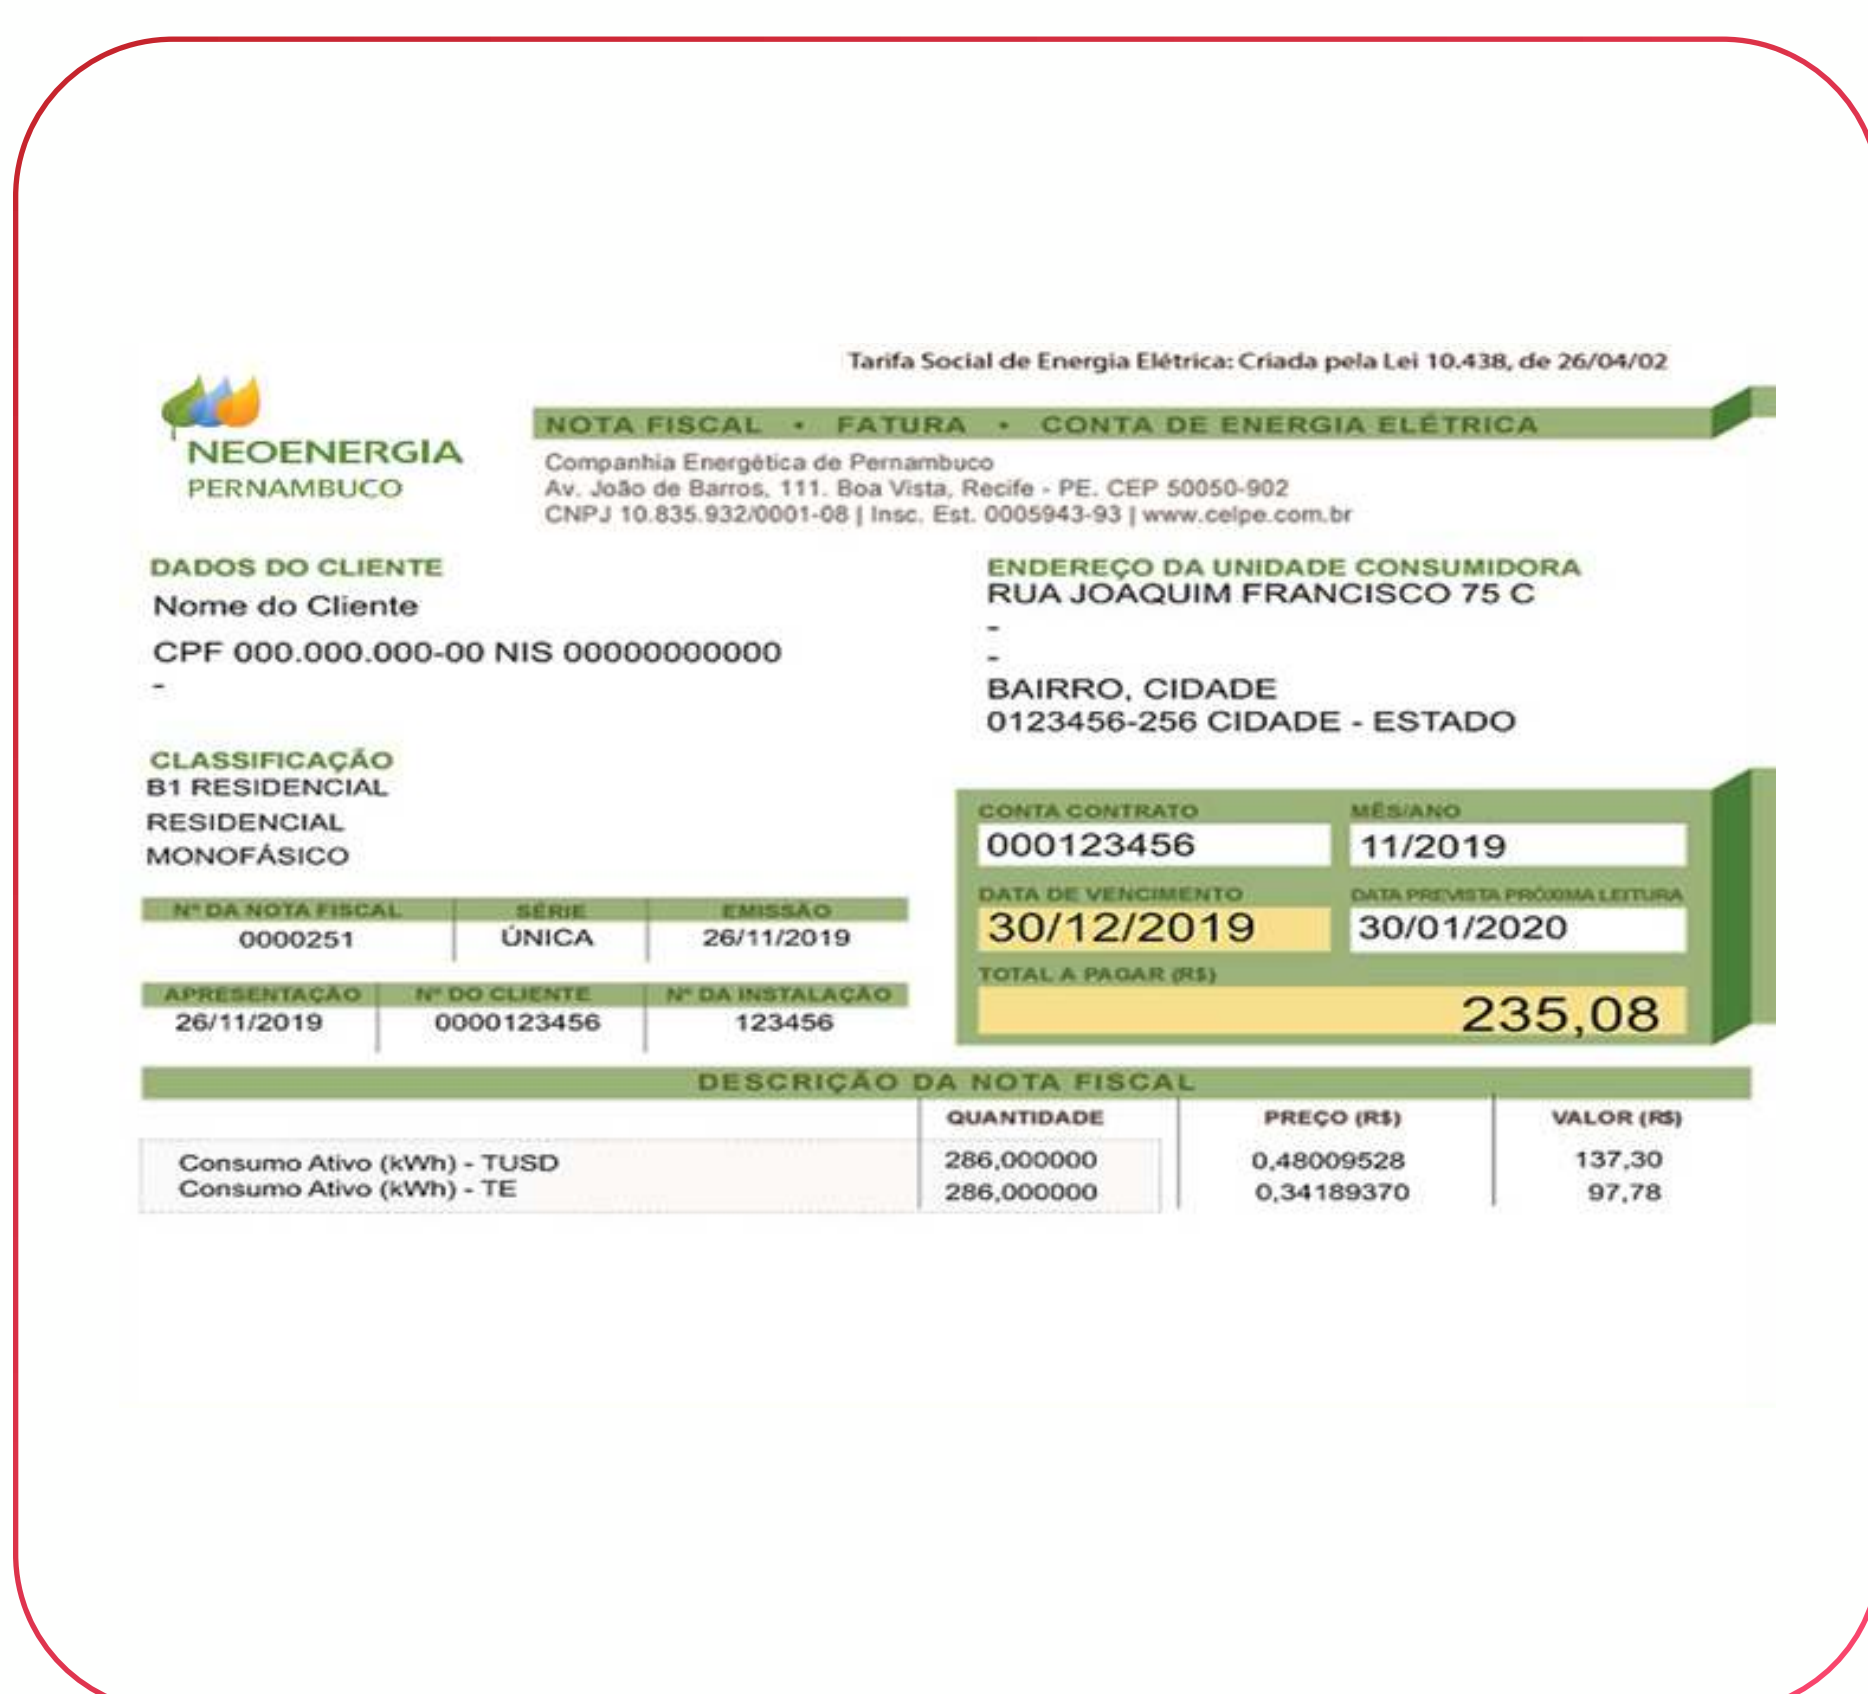 Tarifa Social de Energia Elétrica: Criada pela Lei 10.438, de 26/04/02
NEOENERGIA
PERNAMBUCO
NOTA FISCAL • FATURA • CONTA DE ENERGIA ELÉTRICA
Companhia Energética de Pernambuco
Av. João de Barros, 111. Boa Vista, Recife - PE. CEP 50050-902
CNPJ 10.835.932/0001-08 | Insc. Est. 0005943-93 | www.celpe.com.br
DADOS DO CLIENTE
Nome do Cliente
CPF 000.000.000-00 NIS 00000000000
-
ENDEREÇO DA UNIDADE CONSUMIDORA
RUA JOAQUIM FRANCISCO 75 C
-
-
BAIRRO, CIDADE
0123456-256 CIDADE - ESTADO
CLASSIFICAÇÃO
B1 RESIDENCIAL
RESIDENCIAL
MONOFÁSICO
CONTA CONTRATO MÊS/ANO
000123456 11/2019
DATA DE VENCIMENTO DATA PREVISTA PRÓXIMA LEITURA
30/12/2019 30/01/2020
TOTAL A PAGAR (R$)
235,08
Nº DA NOTA FISCAL SÉRIE EMISSÃO
0000251 ÚNICA 26/11/2019
APRESENTAÇÃO Nº DO CLIENTE Nº DA INSTALAÇÃO
26/11/2019 0000123456 123456
DESCRIÇÃO DA NOTA FISCAL
QUANTIDADE PREÇO (R$) VALOR (R$)
Consumo Ativo (kWh) - TUSD 286,000000 0,48009528 137,30
Consumo Ativo (kWh) - TE 286,000000 0,34189370 97,78